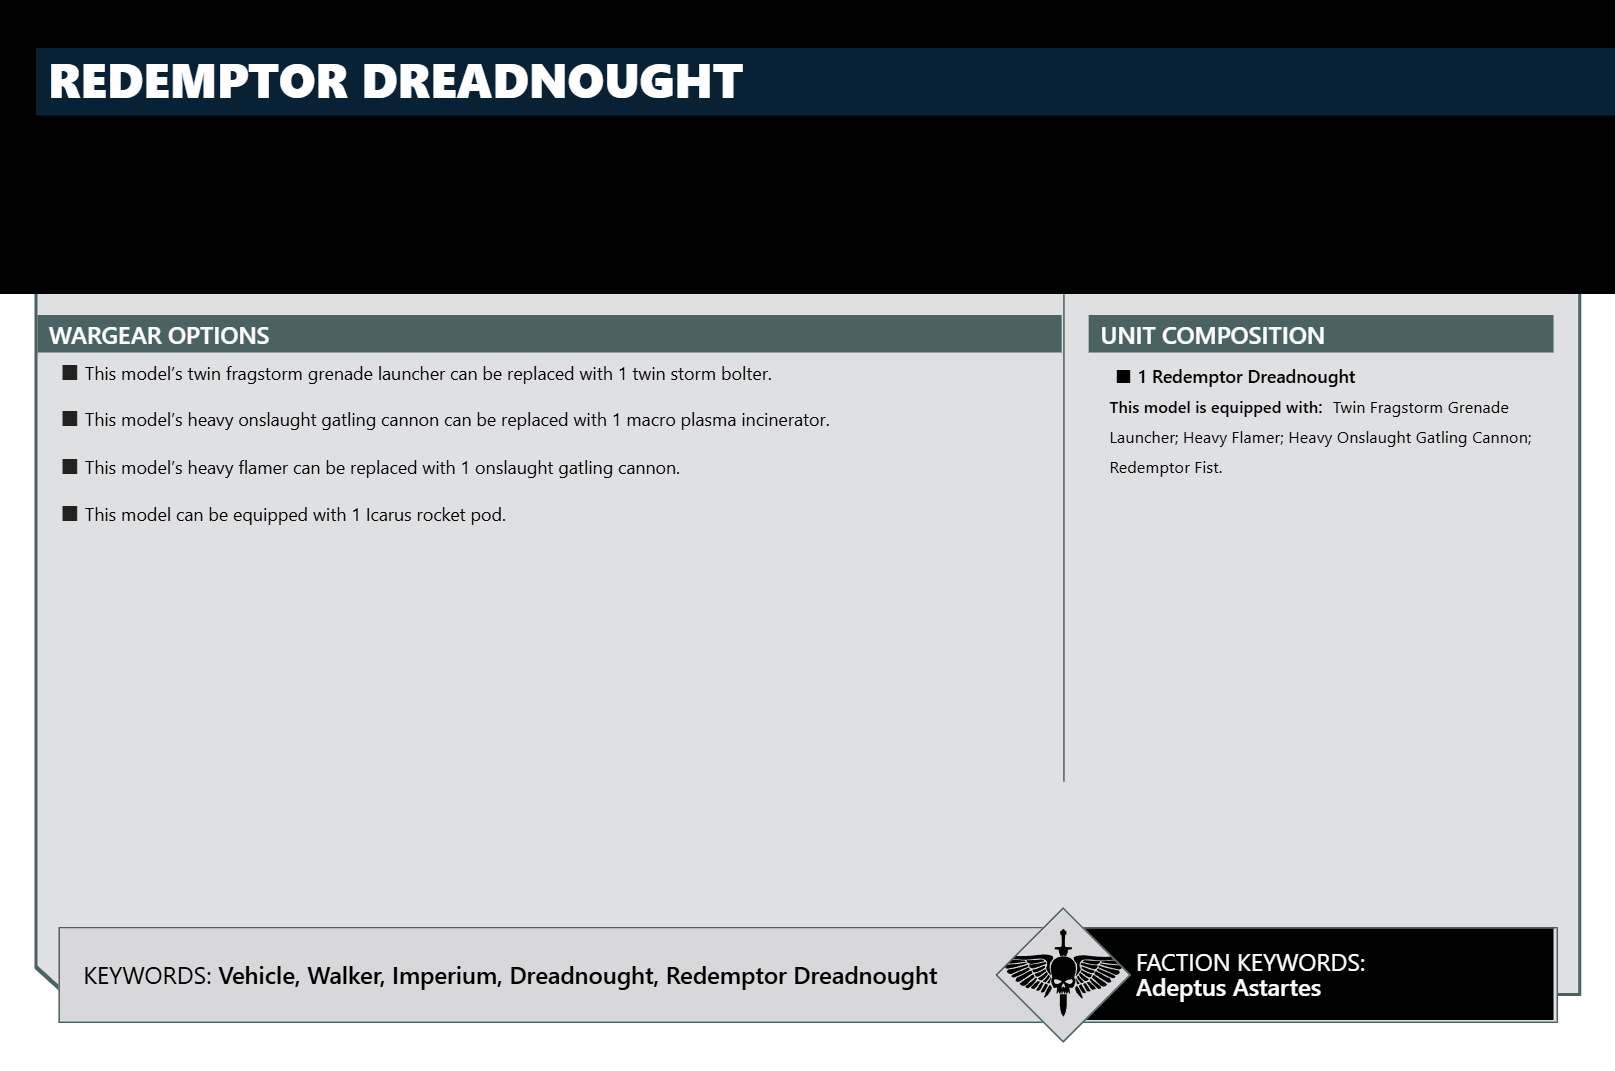 REDEMPTOR DREADNOUGHT
WARGEAR OPTIONS
■ This model’s twin fragstorm grenade launcher can be replaced with 1 twin storm bolter.
■ This model’s heavy onslaught gatling cannon can be replaced with 1 macro plasma incinerator.
■ This model’s heavy flamer can be replaced with 1 onslaught gatling cannon.
■ This model can be equipped with 1 Icarus rocket pod.
UNIT COMPOSITION
■ 1 Redemptor Dreadnought
This model is equipped with: Twin Fragstorm Grenade
Launcher; Heavy Flamer; Heavy Onslaught Gatling Cannon;
Redemptor Fist.
KEYWORDS: Vehicle, Walker, Imperium, Dreadnought, Redemptor Dreadnought
FACTION KEYWORDS:
Adeptus Astartes